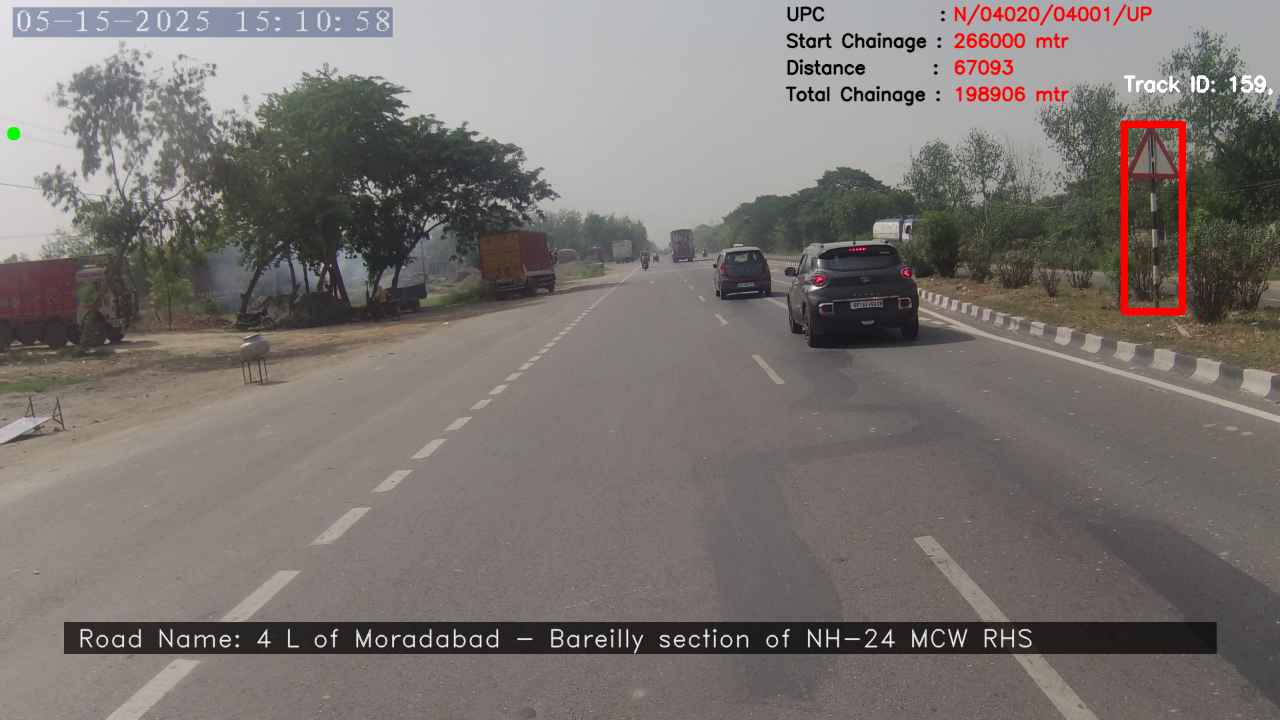 05-15-2025 15:10:58
UPC : N/04020/04001/UP
Start Chainage : 266000 mtr
Distance : 67093
Total Chainage : 198906 mtr
Track ID: 159,
Road Name: 4 L of Moradabad - Bareilly section of NH-24 MCW RHS